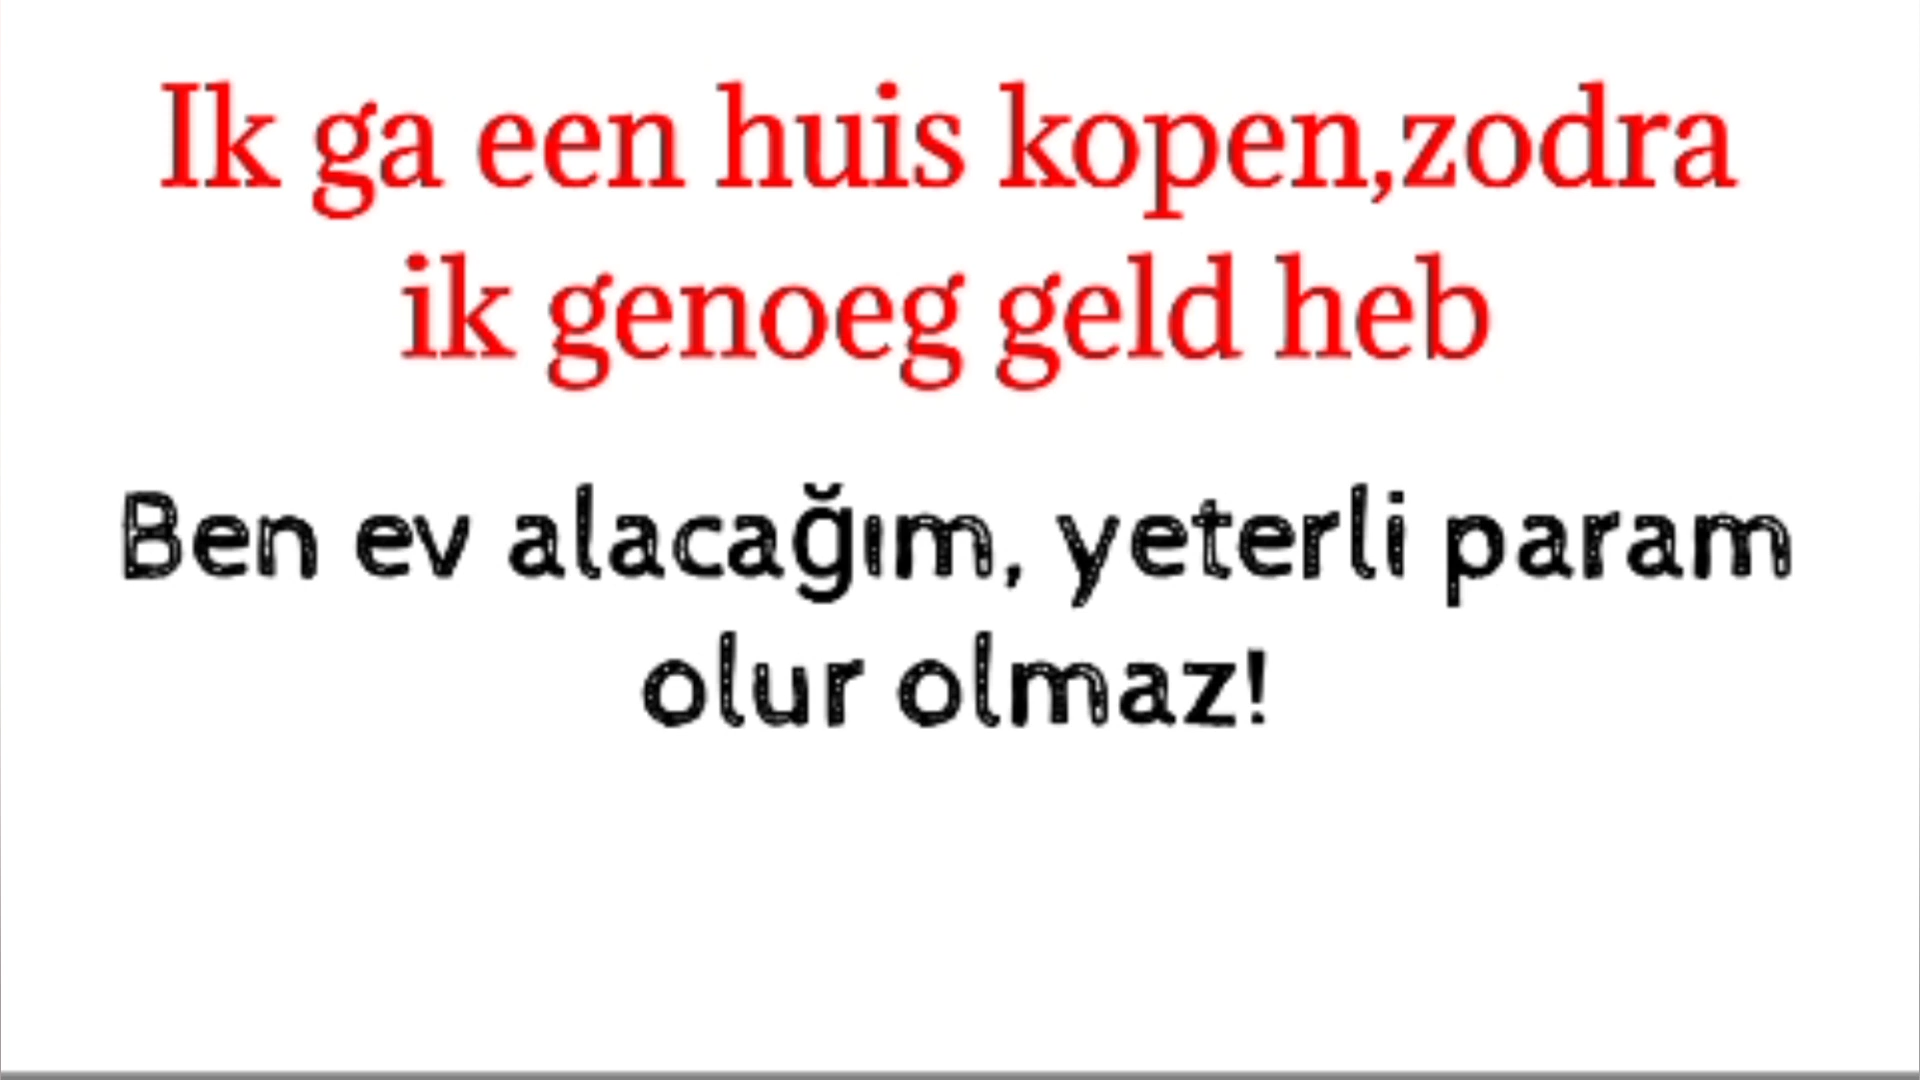 Ik ga een huis kopen,zodra
ik genoeg geld heb
Ben ev alacağım, yeterli param
olur olmaz!